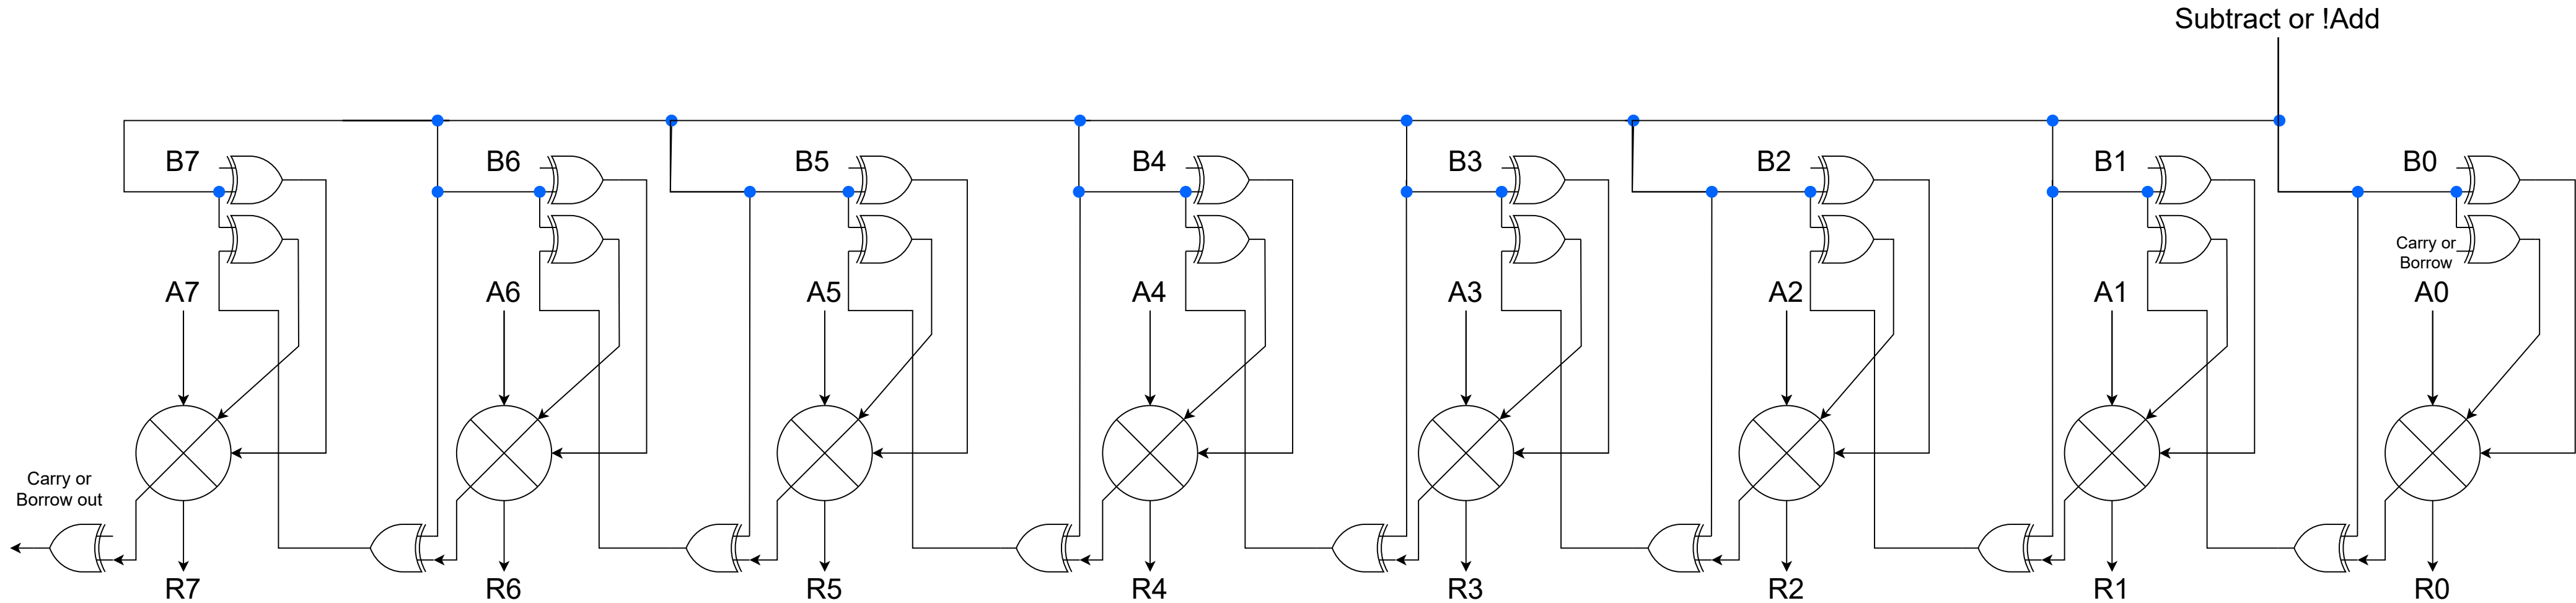 Subtract or !Add
B7
B6
B5
B4
B3
B2
B1
B0
Carry or
Borrow
A7
A6
A5
A4
A3
A2
A1
A0
Carry or
Borrow out
R7
R6
R5
R4
R3
R2
R1
R0